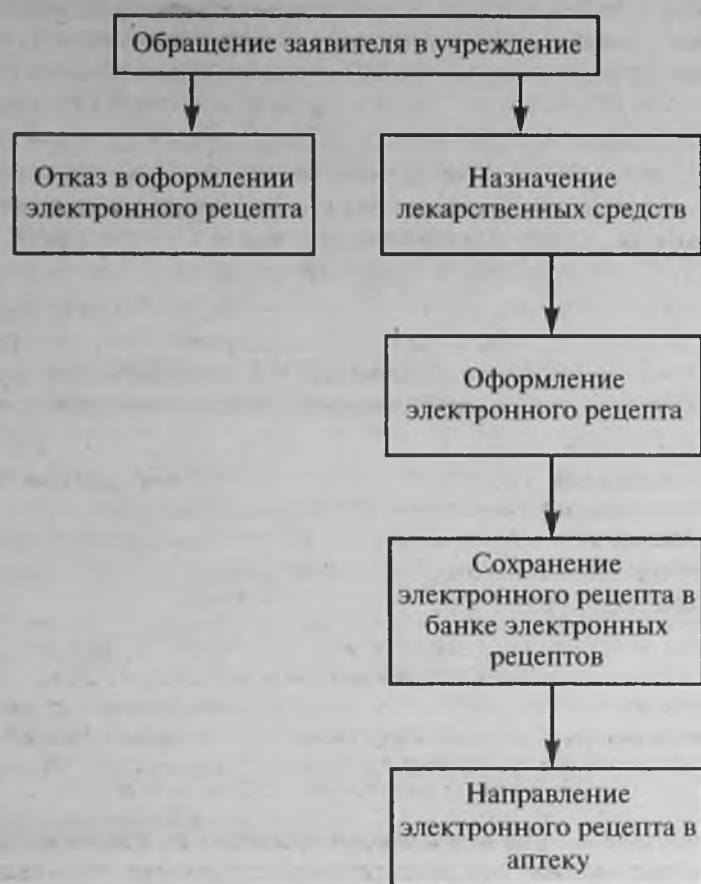 Обращение заявителя в учреждение
Отказ в оформлении
электронного рецепта
Назначение
лекарственных средств
Оформление
электронного рецепта
Сохранение
электронного рецепта в
банке электронных
рецептов
Направление
электронного рецепта в
аптеку